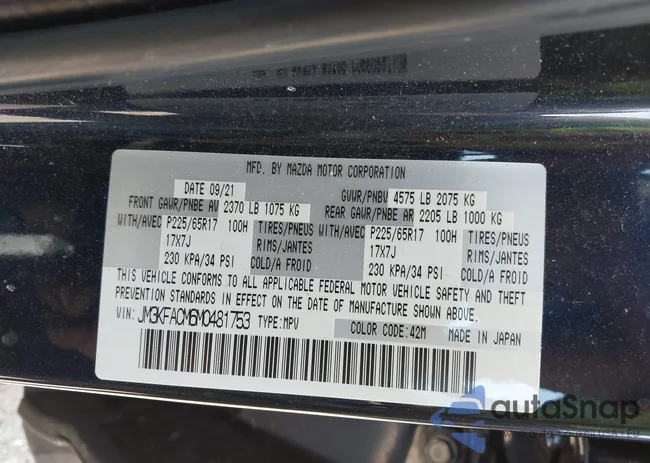 MFD. BY MAZDA MOTOR CORPORATION
DATE 09/21 GVWR/PNBV 4575 LB 2075 KG
FRONT GAWR/PNBE AV 2370 LB 1075 KG REAR GAWR/PNBE AR 2205 LB 1000 KG
WITH/AVEC P225/65R17 100H TIRES/PNEUS WITH/AVEC P225/65R17 100H TIRES/PNEUS
17X7J RIMS/JANTES 17X7J RIMS/JANTES
230 KPA/34 PSI COLD/A FROID 230 KPA/34 PSI COLD/A FROID
THIS VEHICLE CONFORMS TO ALL APPLICABLE FEDERAL MOTOR VEHICLE SAFETY AND THEFT
PREVENTION STANDARDS IN EFFECT ON THE DATE OF MANUFACTURE SHOWN ABOVE.
VIN: JM3KFACM6M0481753 TYPE:MPV COLOR CODE: 42M MADE IN JAPAN
autoSnap